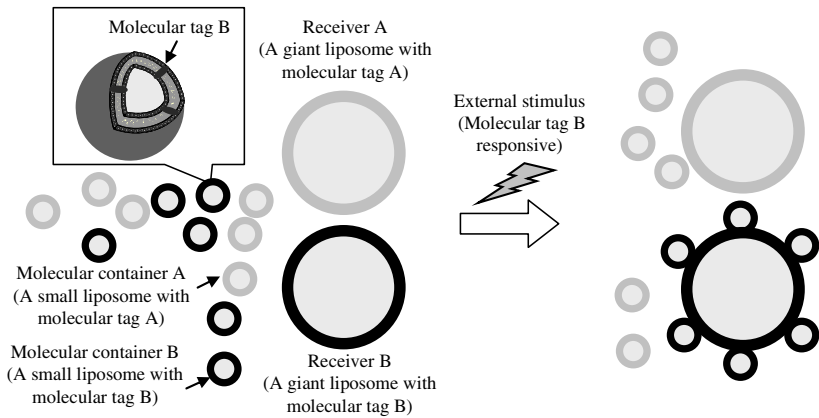 Molecular tag B
Receiver A
(A giant liposome with
molecular tag A)
External stimulus
(Molecular tag B
responsive)
Molecular container A
(A small liposome with
molecular tag A)
Molecular container B
(A small liposome with
molecular tag B)
Receiver B
(A giant liposome with
molecular tag B)